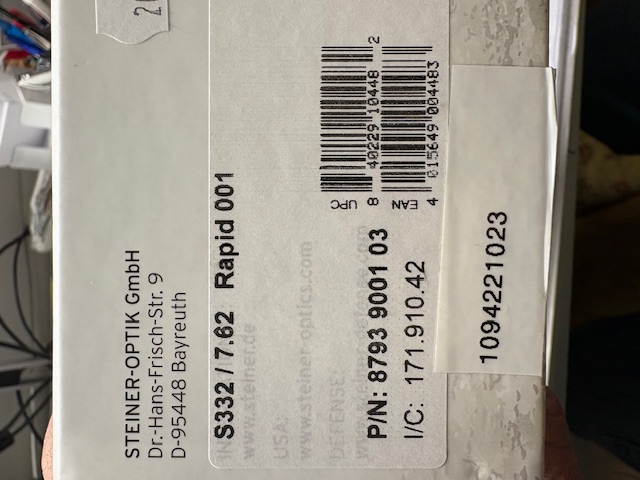 STEINER-OPTIK GmbH
Dr.-Hans-Frisch-Str. 9
D-95448 Bayreuth
S332 / 7.62 Rapid 001
www.steiner.de
USA:
www.steiner-optics.com
DEFENSE
P/N: 8793 9001 03
I/C: 171.910.42
UPC
8 40229 10448 2
EAN
4 015649 004483
1094221023